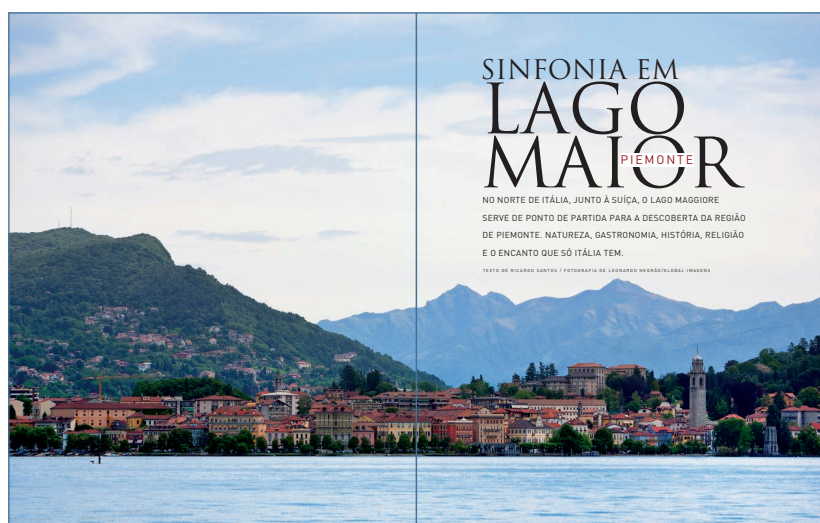 SINFONIA EM
LAGO
MAIOR
PIEMONTE
NO NORTE DE ITÁLIA, JUNTO À SUÍÇA, O LAGO MAGGIORE
SERVE DE PONTO DE PARTIDA PARA A DESCOBERTA DA REGIÃO
DE PIEMONTE. NATUREZA, GASTRONOMIA, HISTÓRIA, RELIGIÃO
E O ENCANTO QUE SÓ ITÁLIA TEM.
TEXTO DE RICARDO SANTOS / FOTOGRAFIA DE LEONARDO NEGRÃO/GLOBAL IMAGENS